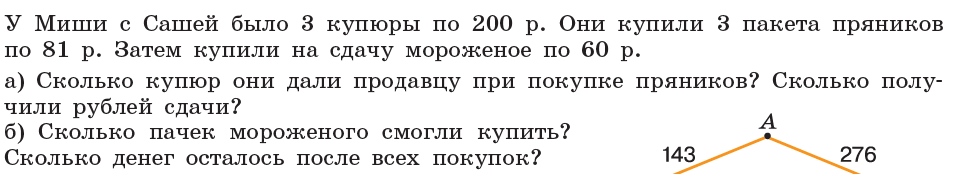 У Миши с Сашей было 3 купюры по 200 р. Они купили 3 пакета пряников
по 81 р. Затем купили на сдачу мороженое по 60 р.
а) Сколько купюр они дали продавцу при покупке пряников? Сколько полу-
чили рублей сдачи?
б) Сколько пачек мороженого смогли купить?
Сколько денег осталось после всех покупок?
A
143 276